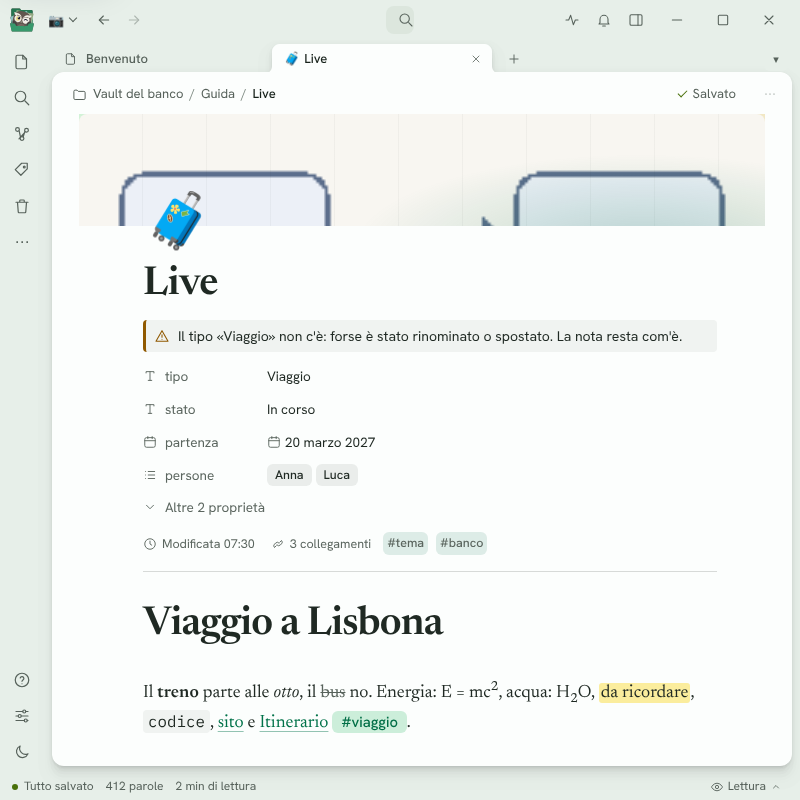 Benvenuto
Live
Vault del banco / Guida / Live
Salvato
Live
Il tipo «Viaggio» non c'è: forse è stato rinominato o spostato. La nota resta com'è.
tipo Viaggio
stato In corso
partenza 20 marzo 2027
persone Anna Luca
Altre 2 proprietà
Modificata 07:30 3 collegamenti #tema #banco
Viaggio a Lisbona
Il treno parte alle otto, il bus no. Energia: E = mc², acqua: H₂O, da ricordare,
codice, sito e Itinerario #viaggio.
Tutto salvato 412 parole 2 min di lettura
Lettura